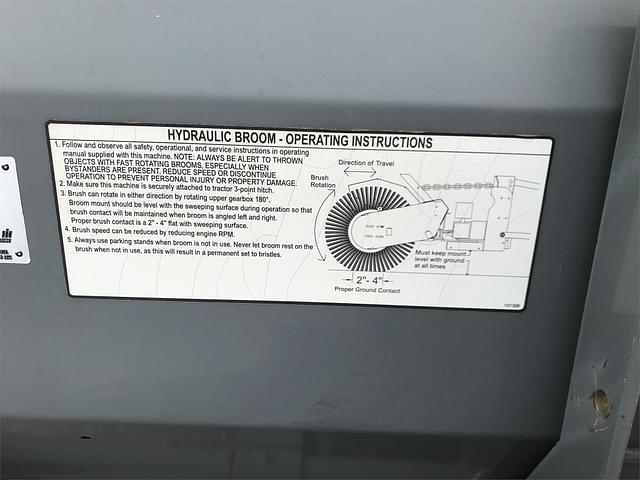 HYDRAULIC BROOM - OPERATING INSTRUCTIONS
1. Follow and observe all safety, operational, and service instructions in operating
manual supplied with this machine. NOTE: ALWAYS BE ALERT TO THROWN
OBJECTS WITH FAST ROTATING BROOMS, ESPECIALLY WHEN
BYSTANDERS ARE PRESENT. REDUCE SPEED OR DISCONTINUE
OPERATION TO PREVENT PERSONAL INJURY OR PROPERTY DAMAGE.
2. Make sure this machine is securely attached to tractor 3-point hitch.
3. Brush can rotate in either direction by rotating upper gearbox 180°.
Broom mount should be level with the sweeping surface during operation so that
brush contact will be maintained when broom is angled left and right.
Proper brush contact is a 2" - 4" flat with sweeping surface.
4. Brush speed can be reduced by reducing engine RPM.
5. Always use parking stands when broom is not in use. Never let broom rest on the
brush when not in use, as this will result in a permanent set to bristles.
Direction of Travel
Brush
Rotation
Must keep mount
level with ground
at all times
2"- 4"
Proper Ground Contact